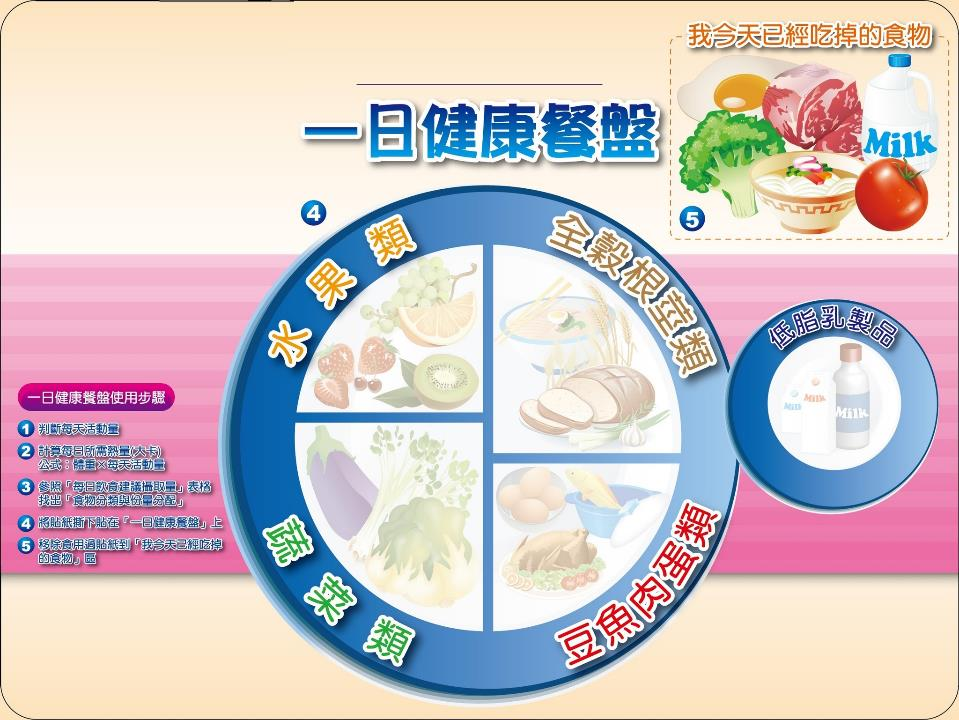 我今天已經吃掉的食物
一日健康餐盤
Milk
5
4
水果類
全穀根莖類
低脂乳製品
Milk
Milk
Milk
蔬菜類
豆魚肉蛋類
一日健康餐盤使用步驟
1 判斷每天活動量
2 計算每日所需熱量(大卡)
公式：體重×每天活動量
3 參照「每日飲食建議攝取量」表格
找出「食物分類與份量分配」
4 將貼紙撕下貼在「一日健康餐盤」上
5 移除食用過貼紙到「我今天已經吃掉
的食物」區